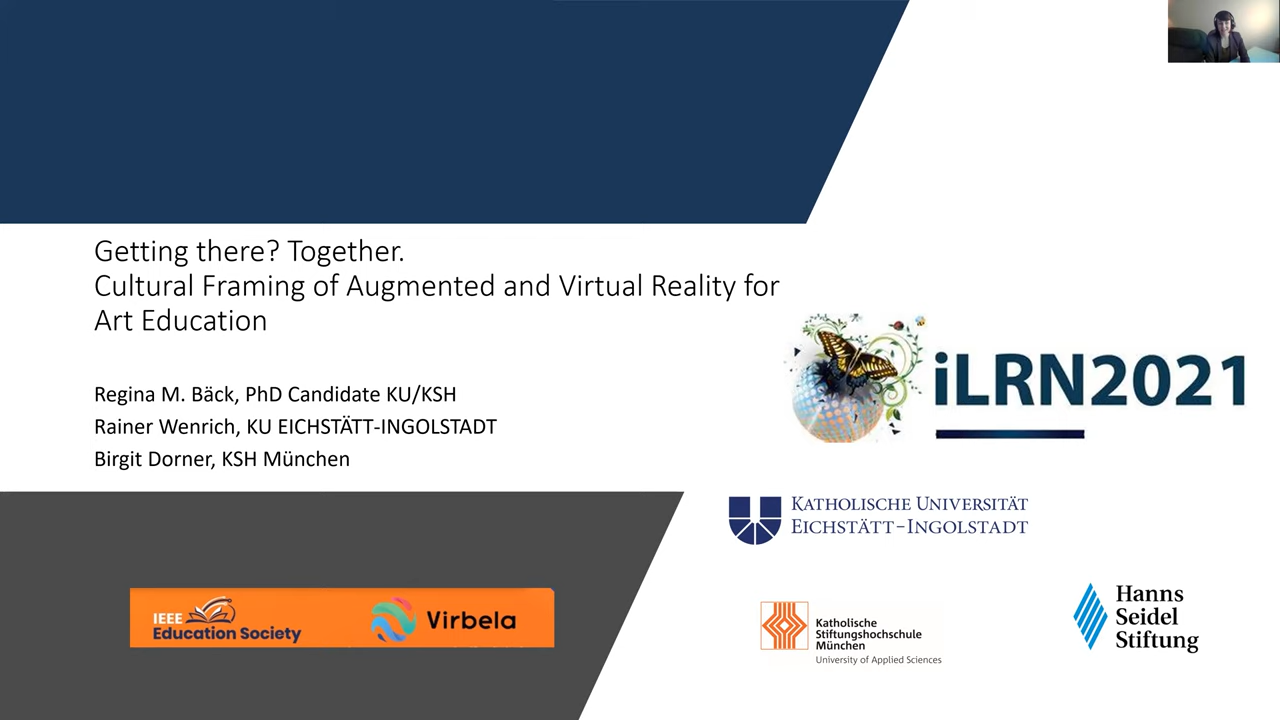 Getting there? Together.
Cultural Framing of Augmented and Virtual Reality for
Art Education
Regina M. Bäck, PhD Candidate KU/KSH
Rainer Wenrich, KU EICHSTÄTT-INGOLSTADT
Birgit Dorner, KSH München
iLRN2021
KATHOLISCHE UNIVERSITÄT
EICHSTÄTT–INGOLSTADT
IEEE
Education Society
Virbela
Katholische
Stiftungshochschule
München
University of Applied Sciences
Hanns
Seidel
Stiftung